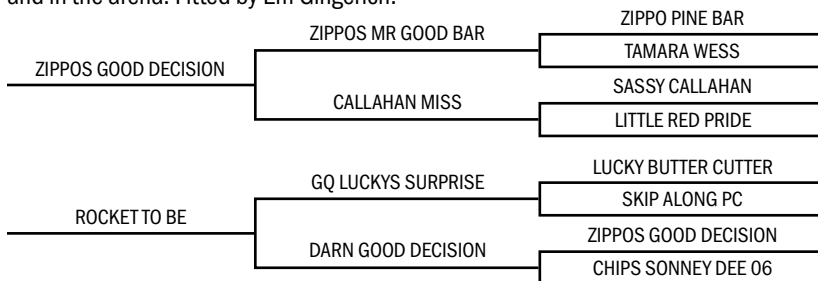 and in the arena. Fitted by Lin Gingerich.
ZIPPO PINE BAR
ZIPPOS MR GOOD BAR
TAMARA WESS
ZIPPOS GOOD DECISION
SASSY CALLAHAN
CALLAHAN MISS
LITTLE RED PRIDE
LUCKY BUTTER CUTTER
GQ LUCKYS SURPRISE
SKIP ALONG PC
ROCKET TO BE
ZIPPOS GOOD DECISION
DARN GOOD DECISION
CHIPS SONNEY DEE 06